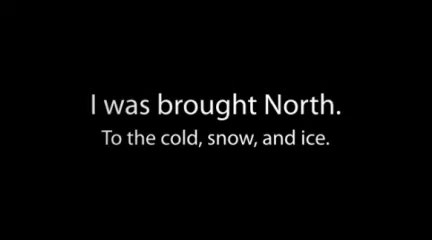 I was brought North.
To the cold, snow, and ice.